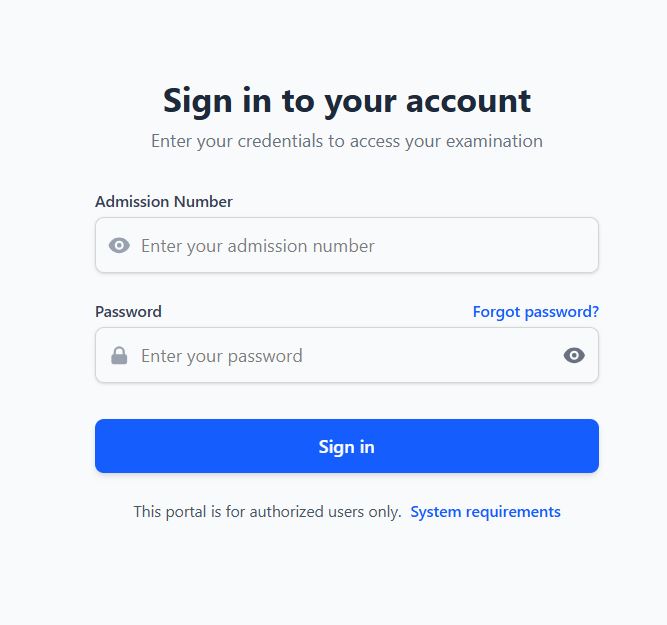 Sign in to your account
Enter your credentials to access your examination
Admission Number
Enter your admission number
Password Forgot password?
Enter your password
Sign in
This portal is for authorized users only. System requirements